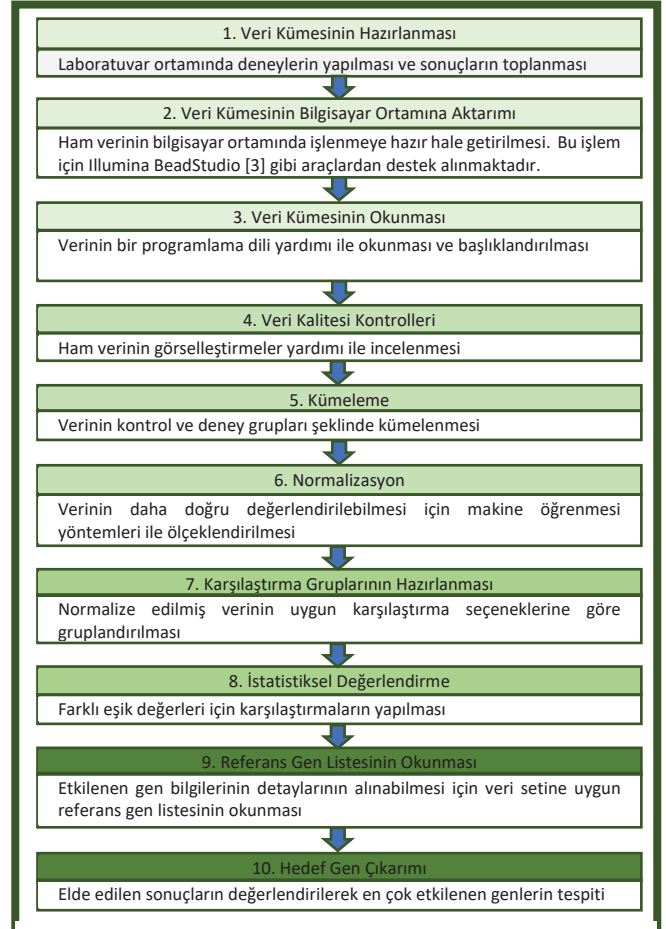 1. Veri Kümesinin Hazırlanması
Laboratuvar ortamında deneylerin yapılması ve sonuçların toplanması
2. Veri Kümesinin Bilgisayar Ortamına Aktarımı
Ham verinin bilgisayar ortamında işlenmeye hazır hale getirilmesi. Bu işlem
için Illumina BeadStudio [3] gibi araçlardan destek alınmaktadır.
3. Veri Kümesinin Okunması
Verinin bir programlama dili yardımı ile okunması ve başlıklandırılması
4. Veri Kalitesi Kontrolleri
Ham verinin görselleştirmeler yardımı ile incelenmesi
5. Kümeleme
Verinin kontrol ve deney grupları şeklinde kümelenmesi
6. Normalizasyon
Verinin daha doğru değerlendirilebilmesi için makine öğrenmesi
yöntemleri ile ölçeklendirilmesi
7. Karşılaştırma Gruplarının Hazırlanması
Normalize edilmiş verinin uygun karşılaştırma seçeneklerine göre
gruplandırılması
8. İstatistiksel Değerlendirme
Farklı eşik değerleri için karşılaştırmaların yapılması
9. Referans Gen Listesinin Okunması
Etkilenen gen bilgilerinin detaylarının alınabilmesi için veri setine uygun
referans gen listesinin okunması
10. Hedef Gen Çıkarımı
Elde edilen sonuçların değerlendirilerek en çok etkilenen genlerin tespiti